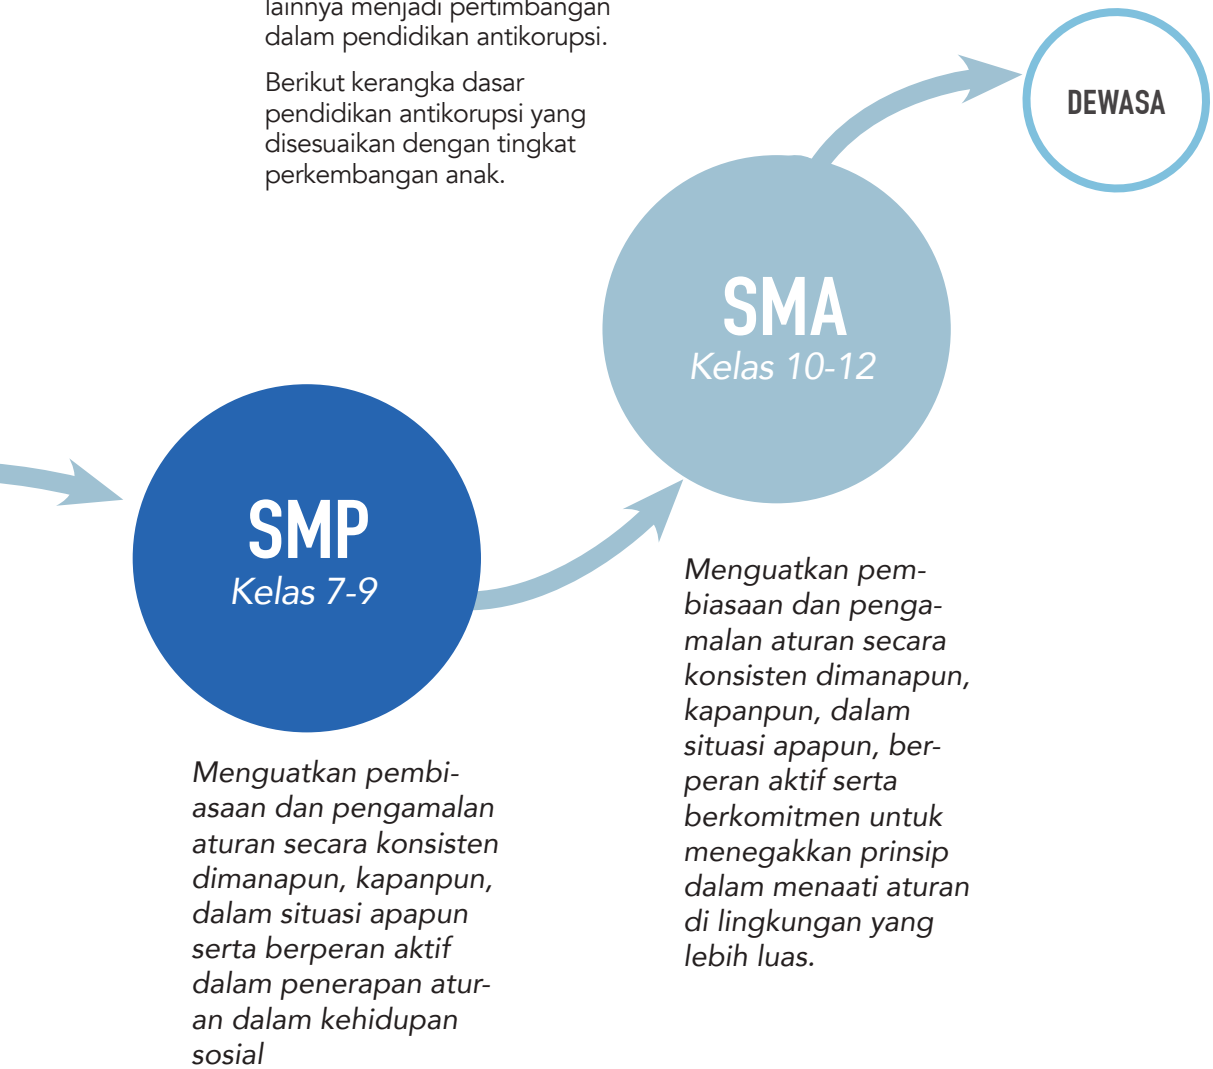 lainnya menjadi pertimbangan
dalam pendidikan antikorupsi.
Berikut kerangka dasar
pendidikan antikorupsi yang
disesuaikan dengan tingkat
perkembangan anak.
DEWASA
SMA
Kelas 10-12
SMP
Kelas 7-9
Menguatkan pem-
biasaan dan penga-
malan aturan secara
konsisten dimanapun,
kapanpun, dalam
situasi apapun, ber-
peran aktif serta
berkomitmen untuk
menegakkan prinsip
dalam menaati aturan
di lingkungan yang
lebih luas.
Menguatkan pembi-
asaan dan pengamalan
aturan secara konsisten
dimanapun, kapanpun,
dalam situasi apapun
serta berperan aktif
dalam penerapan atur-
an dalam kehidupan
sosial